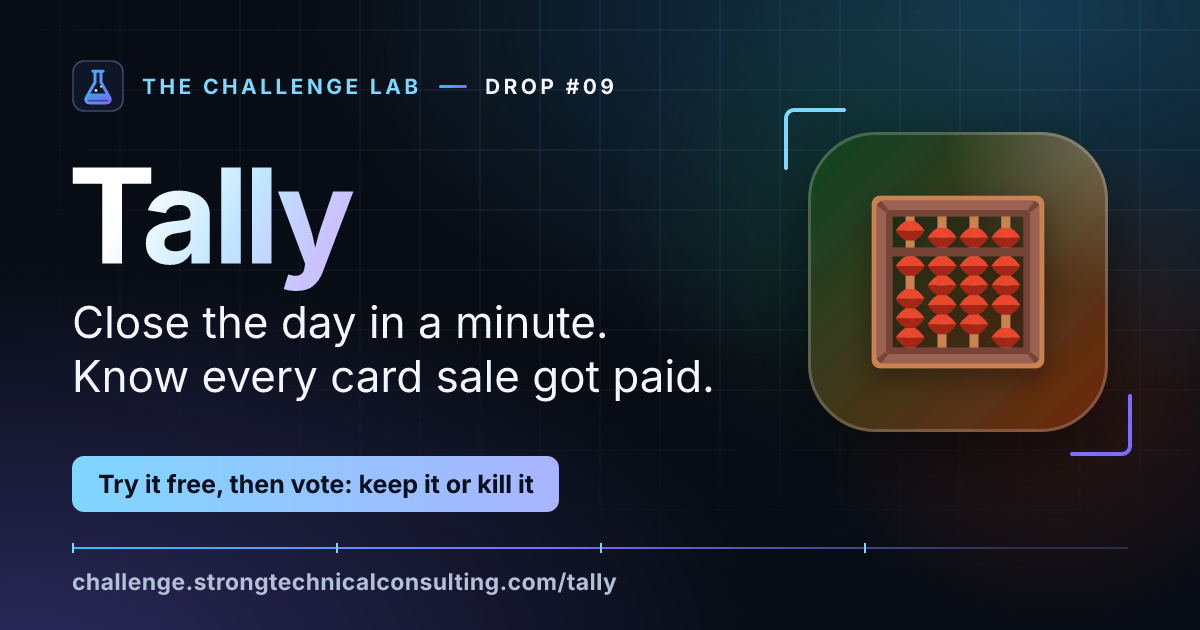 THE CHALLENGE LAB — DROP #09
Tally
Close the day in a minute.
Know every card sale got paid.
Try it free, then vote: keep it or kill it
challenge.strongtechnicalconsulting.com/tally